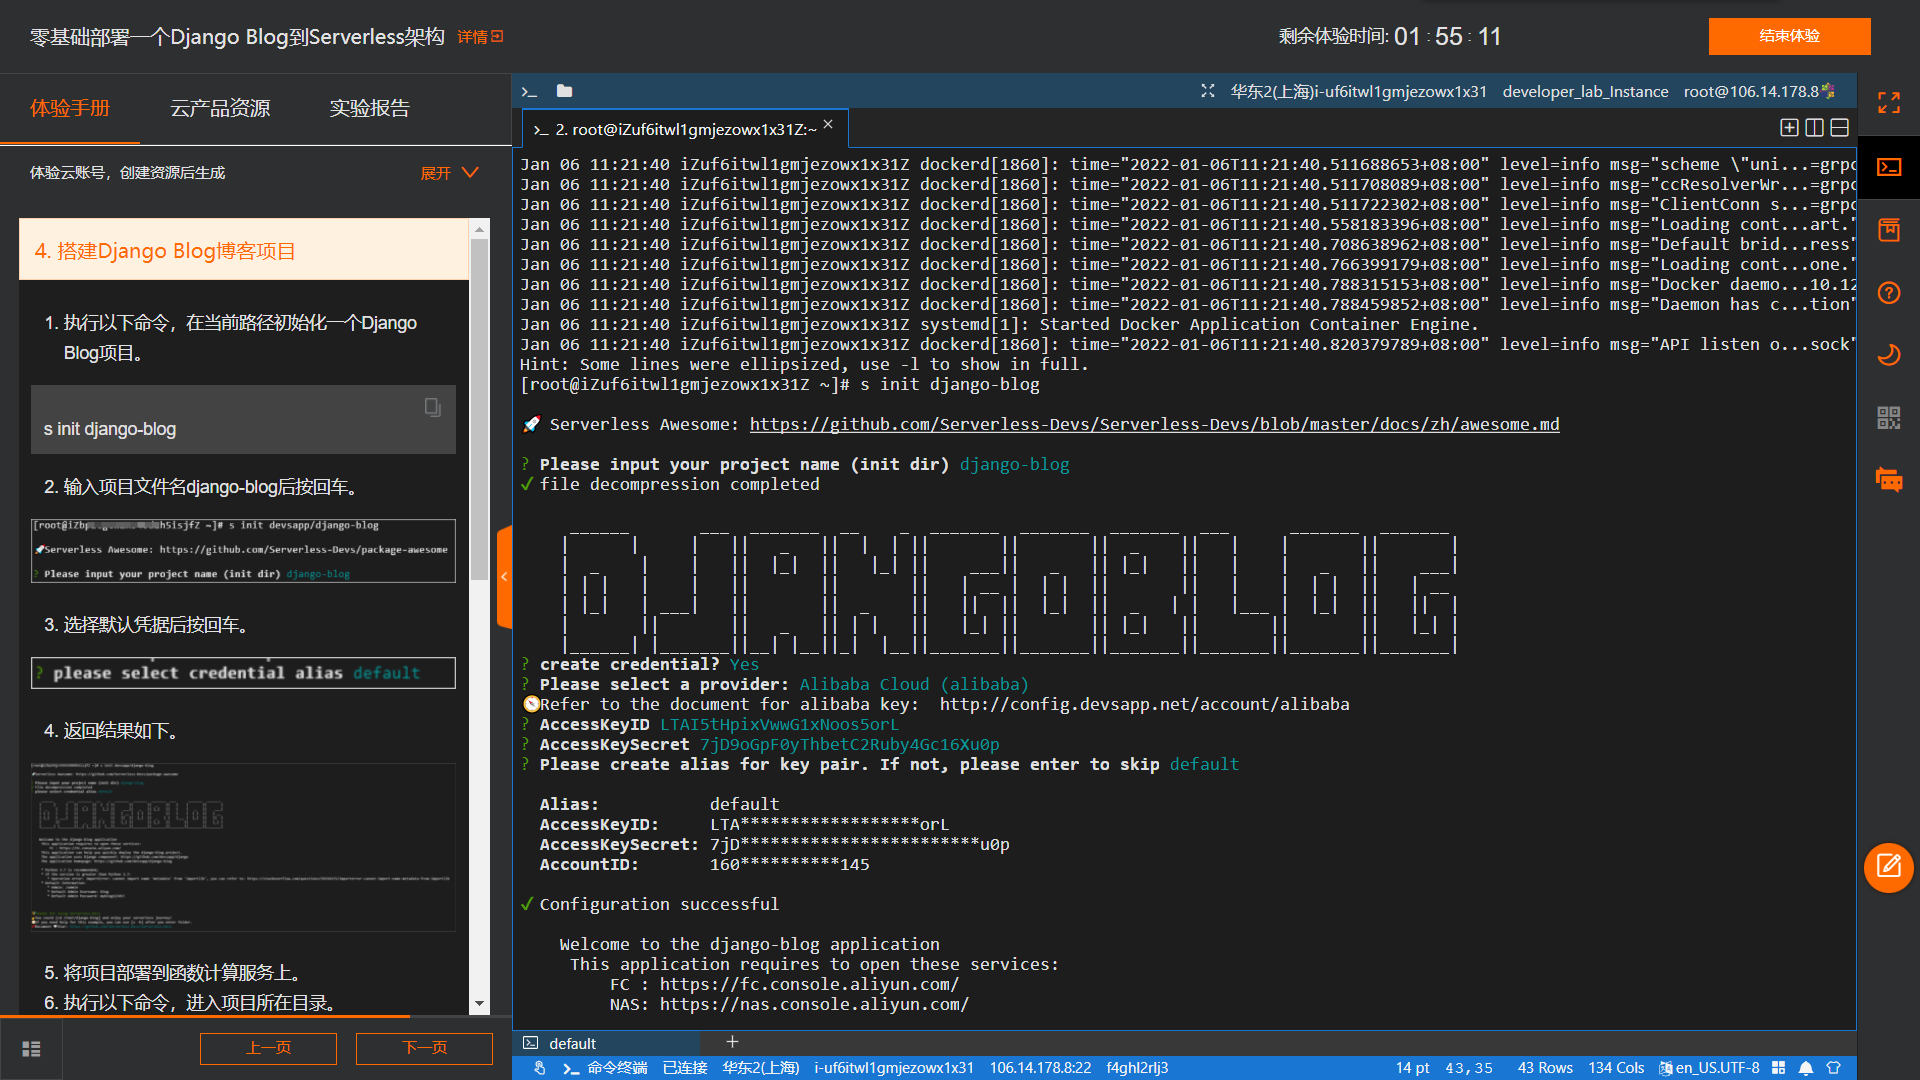 零基础部署一个Django Blog到Serverless架构 详情
剩余体验时间: 01 : 55 : 11
结束体验
体验手册 云产品资源 实验报告
体验云账号，创建资源后生成 展开
4. 搭建Django Blog博客项目
1. 执行以下命令，在当前路径初始化一个Django
Blog项目。
s init django-blog
2. 输入项目文件名django-blog后按回车。
s init devsapp/django-blog
Serverless Awesome: https://github.com/Serverless-Devs/package-awesome
? Please input your project name (init dir) django-blog
3. 选择默认凭据后按回车。
? please select credential alias default
4. 返回结果如下。
5. 将项目部署到函数计算服务上。
6. 执行以下命令，进入项目所在目录。
上一页 下一页
华东2(上海)i-uf6itwl1gmjezowx1x31 developer_lab_Instance root@106.14.178.8
2. root@iZuf6itwl1gmjezowx1x31Z:~ ×
Jan 06 11:21:40 iZuf6itwl1gmjezowx1x31Z dockerd[1860]: time="2022-01-06T11:21:40.511688653+08:00" level=info msg="scheme \"uni...=grpc
Jan 06 11:21:40 iZuf6itwl1gmjezowx1x31Z dockerd[1860]: time="2022-01-06T11:21:40.511708089+08:00" level=info msg="ccResolverWr...=grpc
Jan 06 11:21:40 iZuf6itwl1gmjezowx1x31Z dockerd[1860]: time="2022-01-06T11:21:40.511722302+08:00" level=info msg="ClientConn s...=grpc
Jan 06 11:21:40 iZuf6itwl1gmjezowx1x31Z dockerd[1860]: time="2022-01-06T11:21:40.558183396+08:00" level=info msg="Loading cont...art."
Jan 06 11:21:40 iZuf6itwl1gmjezowx1x31Z dockerd[1860]: time="2022-01-06T11:21:40.708638962+08:00" level=info msg="Default brid...ress"
Jan 06 11:21:40 iZuf6itwl1gmjezowx1x31Z dockerd[1860]: time="2022-01-06T11:21:40.766399179+08:00" level=info msg="Loading cont...one."
Jan 06 11:21:40 iZuf6itwl1gmjezowx1x31Z dockerd[1860]: time="2022-01-06T11:21:40.788315153+08:00" level=info msg="Docker daemo...10.12
Jan 06 11:21:40 iZuf6itwl1gmjezowx1x31Z dockerd[1860]: time="2022-01-06T11:21:40.788459852+08:00" level=info msg="Daemon has c...tion"
Jan 06 11:21:40 iZuf6itwl1gmjezowx1x31Z systemd[1]: Started Docker Application Container Engine.
Jan 06 11:21:40 iZuf6itwl1gmjezowx1x31Z dockerd[1860]: time="2022-01-06T11:21:40.820379789+08:00" level=info msg="API listen o...sock"
Hint: Some lines were ellipsized, use -l to show in full.
[root@iZuf6itwl1gmjezowx1x31Z ~]# s init django-blog
Serverless Awesome: https://github.com/Serverless-Devs/Serverless-Devs/blob/master/docs/zh/awesome.md
? Please input your project name (init dir) django-blog
✓ file decompression completed
DJANGOBLOG
? create credential? Yes
? Please select a provider: Alibaba Cloud (alibaba)
Refer to the document for alibaba key: http://config.devsapp.net/account/alibaba
? AccessKeyID LTAI5tHpixVwwG1xNoos5orL
? AccessKeySecret 7jD9oGpF0yThbetC2Ruby4Gc16Xu0p
? Please create alias for key pair. If not, please enter to skip default
Alias: default
AccessKeyID: LTA******************orL
AccessKeySecret: 7jD************************u0p
AccountID: 160**********145
✓ Configuration successful
Welcome to the django-blog application
This application requires to open these services:
FC : https://fc.console.aliyun.com/
NAS: https://nas.console.aliyun.com/
default +
命令终端 已连接 华东2(上海) i-uf6itwl1gmjezowx1x31 106.14.178.8:22 f4ghl2rlj3 14 pt 43,35 43 Rows 134 Cols en_US.UTF-8